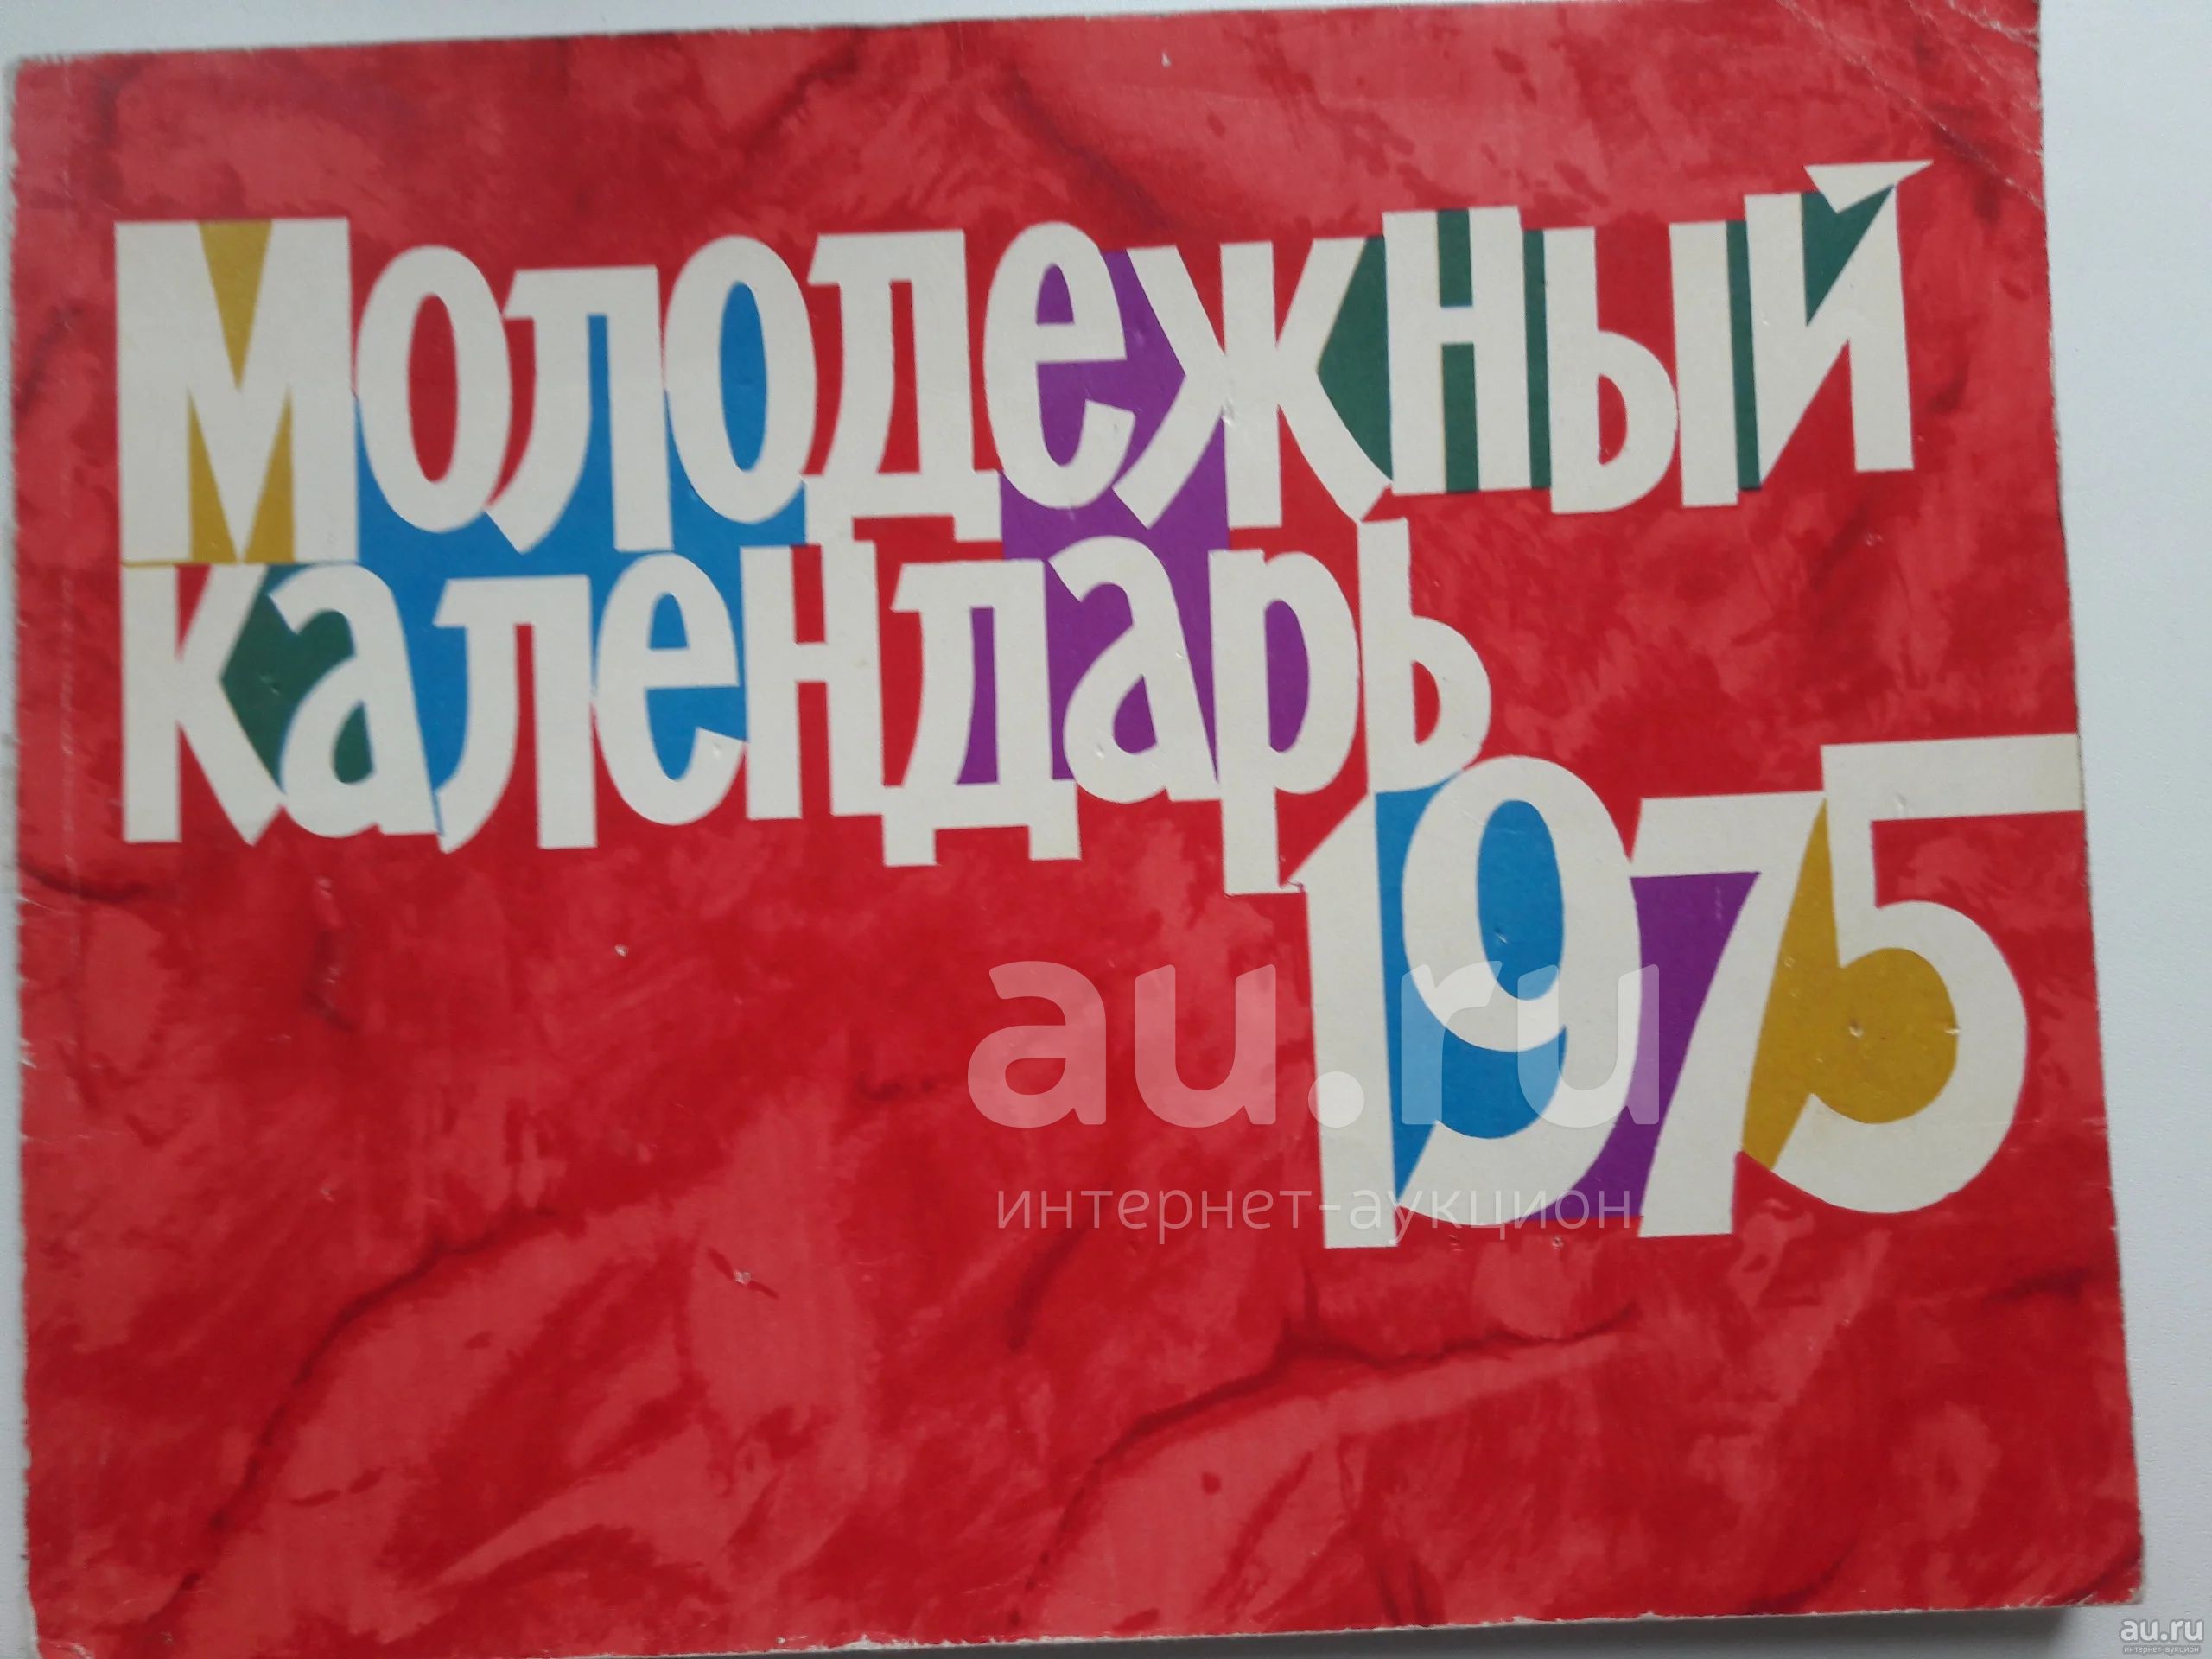 Молодежный
календарь
1975
au.ru
интернет-аукцион
au.ru
интернет-аукцион